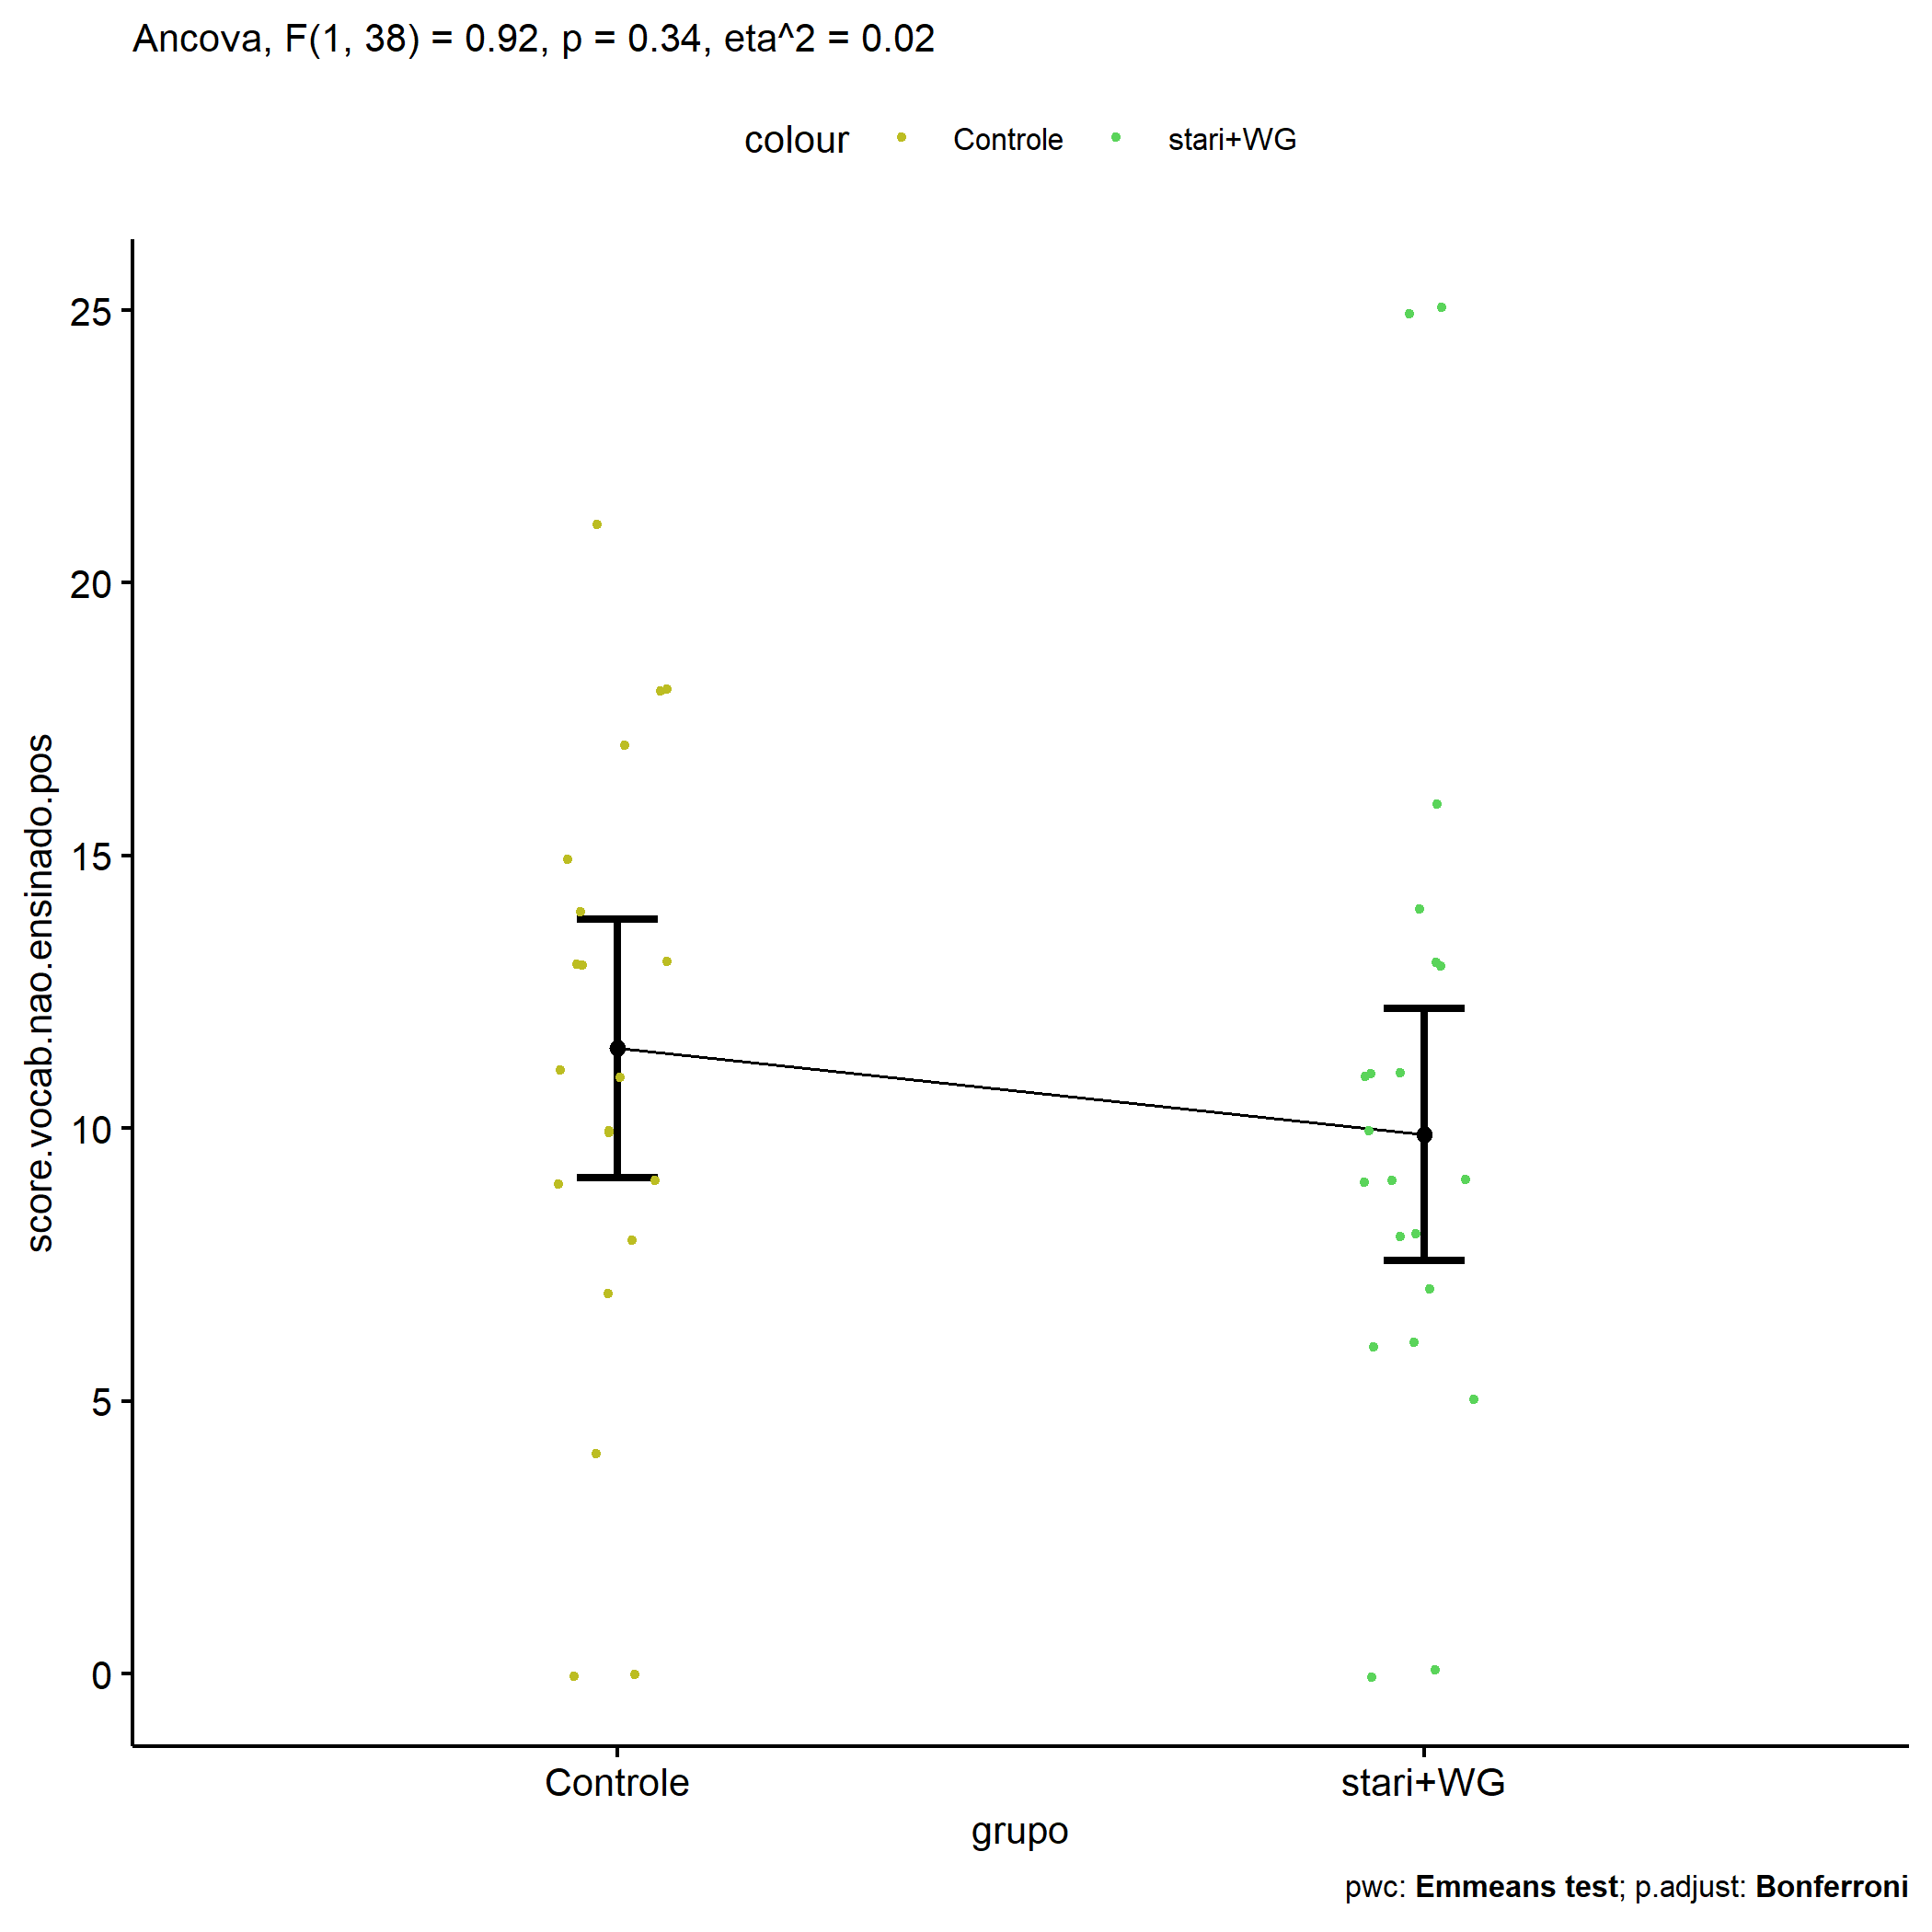 Ancova, F(1, 38) = 0.92, p = 0.34, eta^2 = 0.02
colour Controle stari+WG
score.vocab.nao.ensinado.pos
25
20
15
10
5
0
Controle stari+WG
grupo
pwc: Emmeans test; p.adjust: Bonferroni